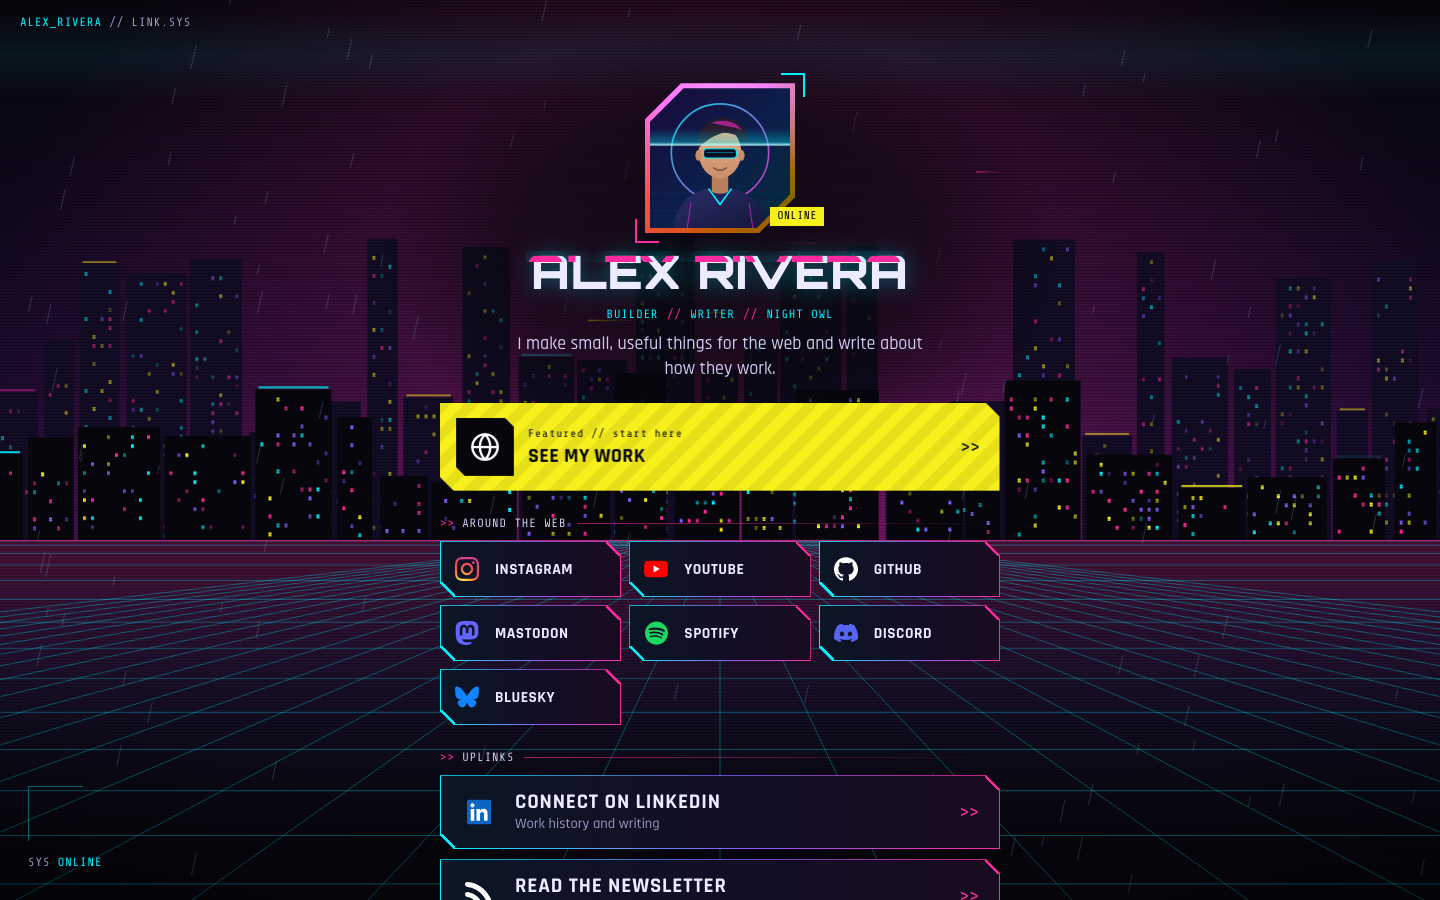 ALEX_RIVERA // LINK.SYS
ONLINE
ALEX RIVERA
BUILDER // WRITER // NIGHT OWL
I make small, useful things for the web and write about
how they work.
Featured // start here
SEE MY WORK
>>
>> AROUND THE WEB
INSTAGRAM
YOUTUBE
GITHUB
MASTODON
SPOTIFY
DISCORD
BLUESKY
>> UPLINKS
CONNECT ON LINKEDIN
Work history and writing
>>
READ THE NEWSLETTER
>>
SYS ONLINE